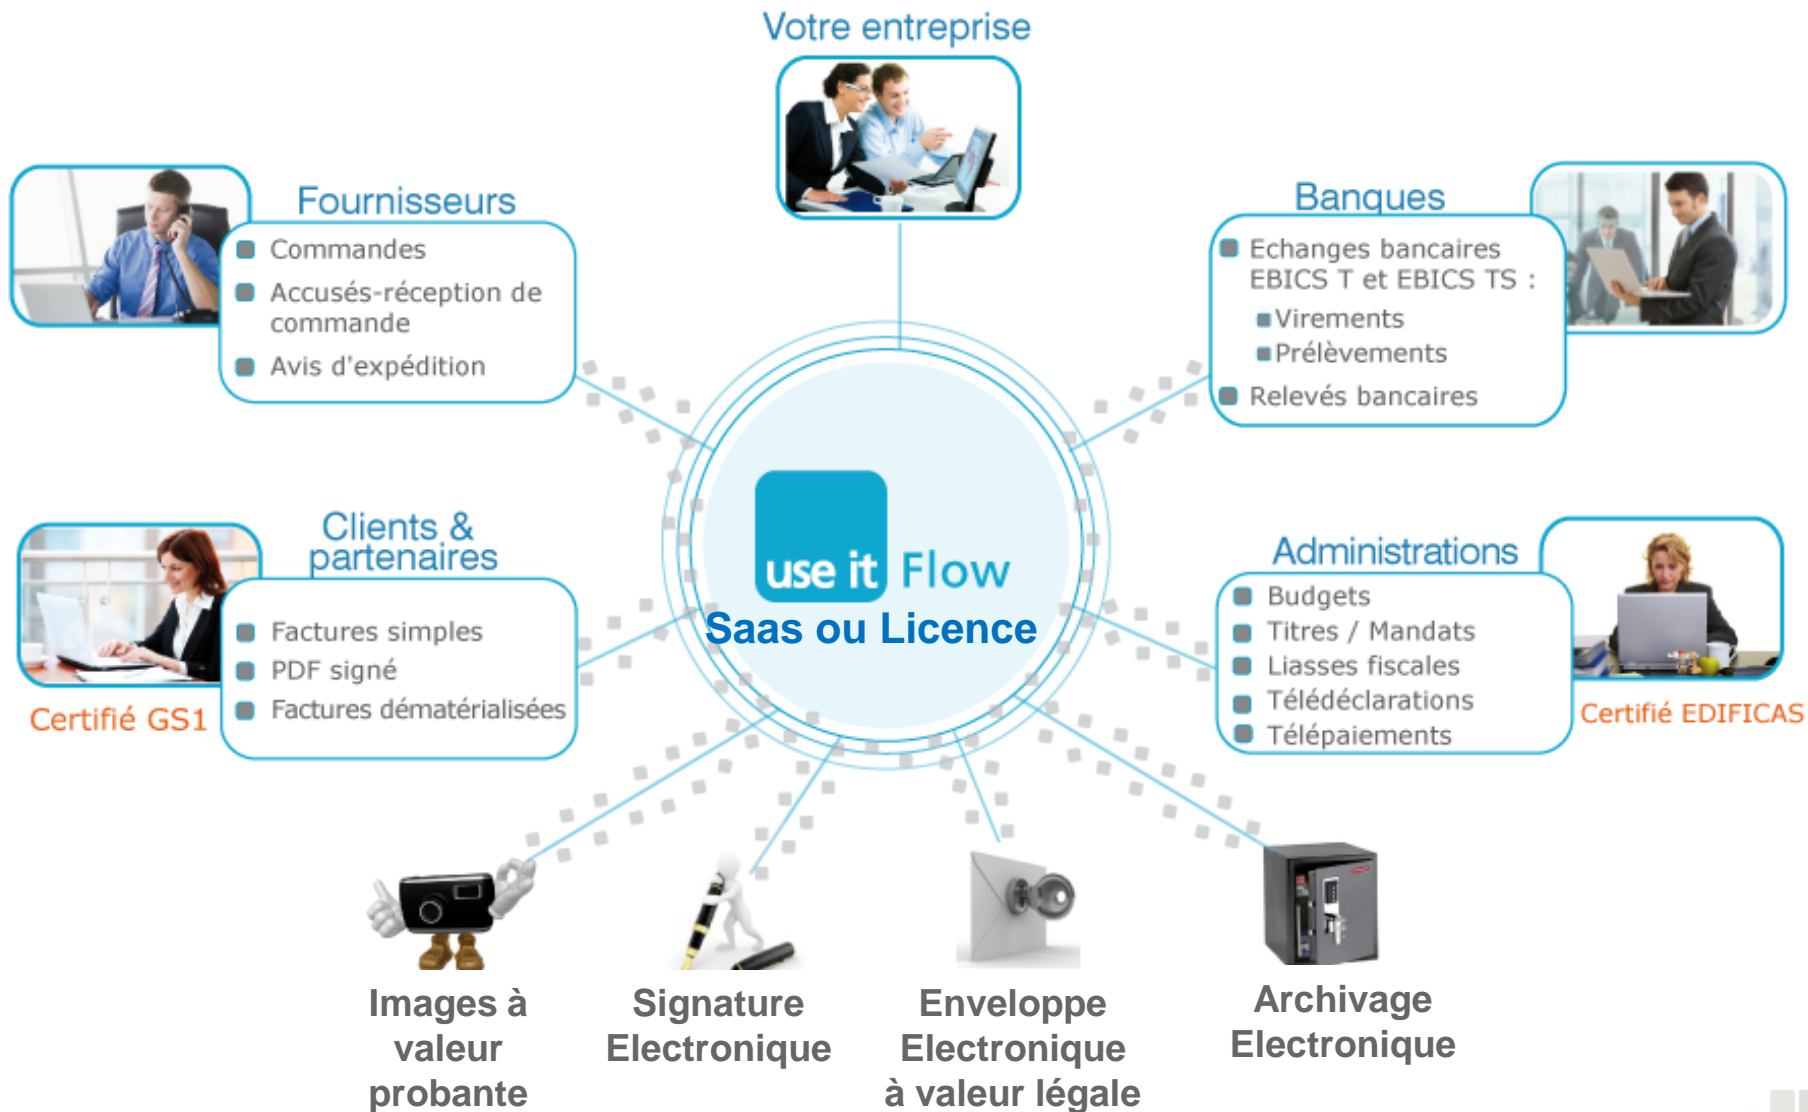 Votre entreprise
Fournisseurs
Commandes
Accusés-réception de
commande
Avis d'expédition
Banques
Echanges bancaires
EBICS T et EBICS TS :
Virements
Prélèvements
Relevés bancaires
Clients &
partenaires
Factures simples
PDF signé
Factures dématérialisées
Certifié GS1
use it Flow
Saas ou Licence
Administrations
Budgets
Titres / Mandats
Liasses fiscales
Télédéclarations
Télépaiements
Certifié EDIFICAS
Images à
valeur
probante
Signature
Electronique
Enveloppe
Electronique
à valeur légale
Archivage
Electronique